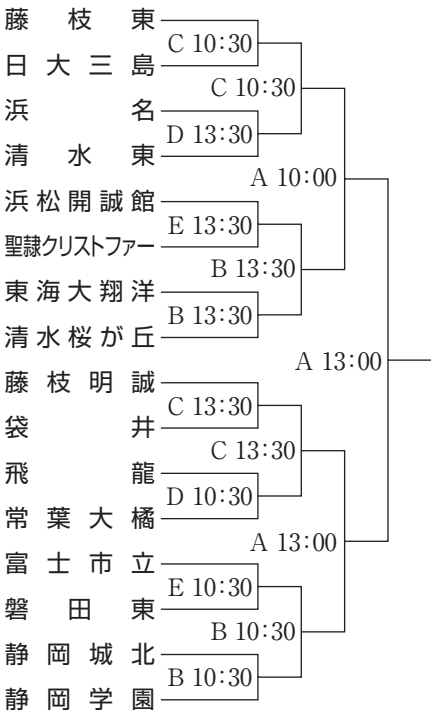 藤枝東
C 10:30
日大三島
C 10:30
浜名
D 13:30
清水東
A 10:00
浜松開誠館
E 13:30
聖隷クリストファー
B 13:30
東海大翔洋
B 13:30
清水桜が丘
A 13:00
藤枝明誠
C 13:30
袋井
C 13:30
飛龍
D 10:30
常葉大橘
A 13:00
富士市立
E 10:30
磐田東
B 10:30
静岡城北
B 10:30
静岡学園